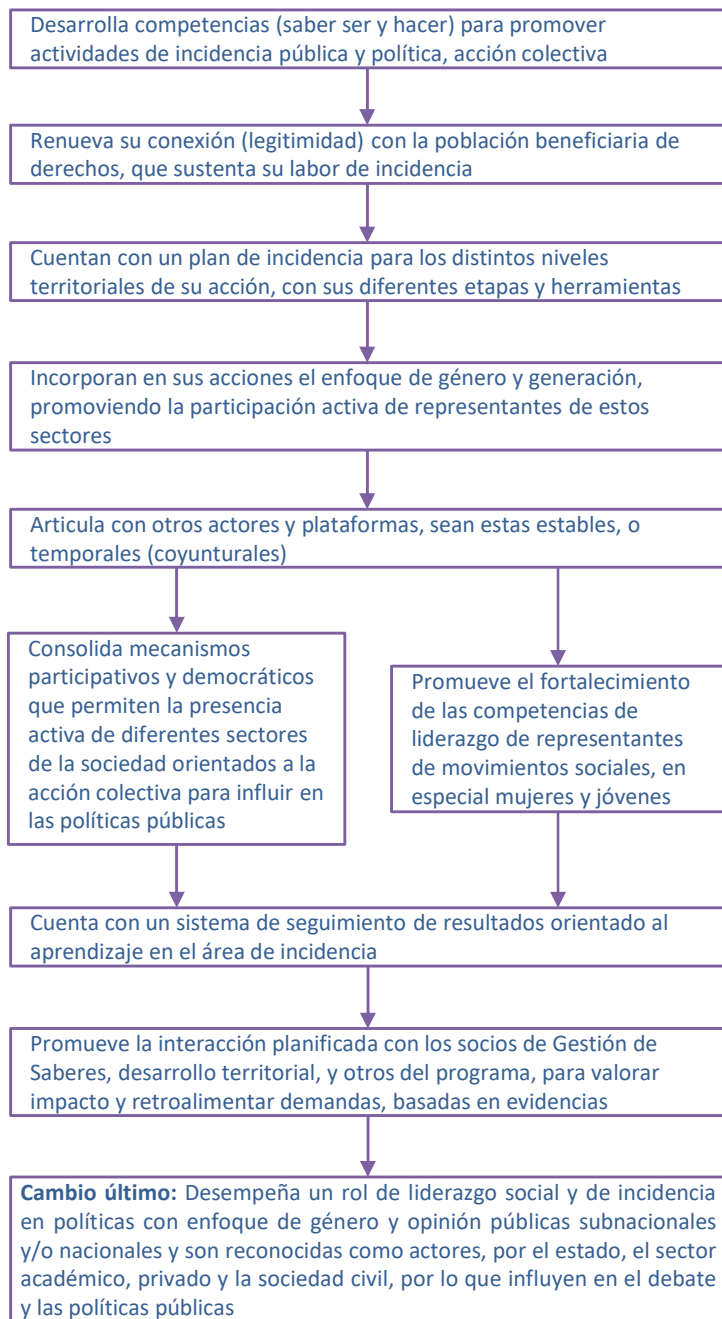 Desarrolla competencias (saber ser y hacer) para promover
actividades de incidencia pública y política, acción colectiva
Renueva su conexión (legitimidad) con la población beneficiaria de
derechos, que sustenta su labor de incidencia
Cuentan con un plan de incidencia para los distintos niveles
territoriales de su acción, con sus diferentes etapas y herramientas
Incorporan en sus acciones el enfoque de género y generación,
promoviendo la participación activa de representantes de estos
sectores
Articula con otros actores y plataformas, sean estas estables, o
temporales (coyunturales)
Consolida mecanismos
participativos y democráticos
que permiten la presencia
activa de diferentes sectores
de la sociedad orientados a la
acción colectiva para influir en
las políticas públicas
Promueve el fortalecimiento
de las competencias de
liderazgo de representantes
de movimientos sociales, en
especial mujeres y jóvenes
Cuenta con un sistema de seguimiento de resultados orientado al
aprendizaje en el área de incidencia
Promueve la interacción planificada con los socios de Gestión de
Saberes, desarrollo territorial, y otros del programa, para valorar
impacto y retroalimentar demandas, basadas en evidencias
Cambio último: Desempeña un rol de liderazgo social y de incidencia
en políticas con enfoque de género y opinión públicas subnacionales
y/o nacionales y son reconocidas como actores, por el estado, el sector
académico, privado y la sociedad civil, por lo que influyen en el debate
y las políticas públicas